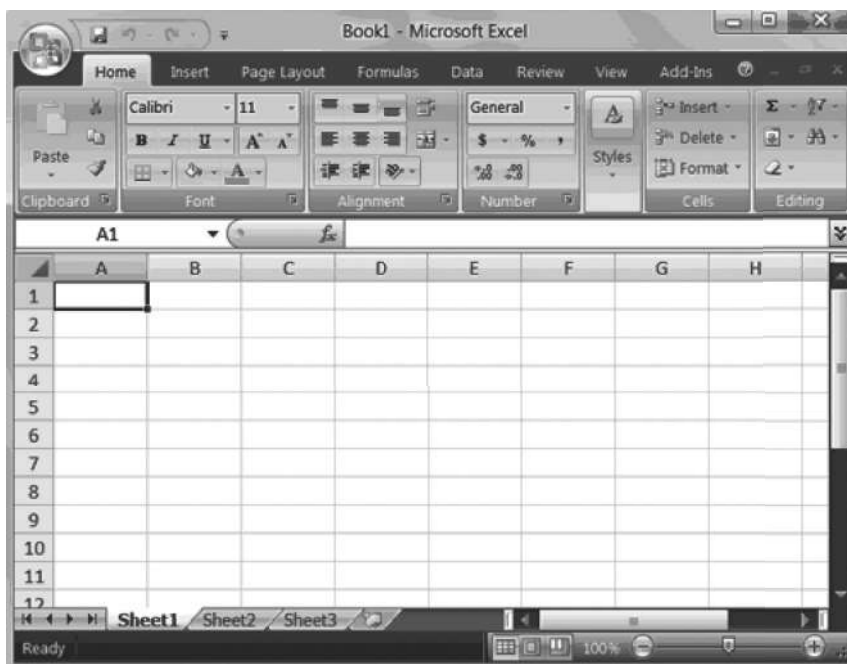 Book1 - Microsoft Excel
Home Insert Page Layout Formulas Data Review View Add-Ins
Calibri 11 General Insert Σ
B I U A A $ % , Delete
Paste A Styles Format
Clipboard Font Alignment Number Cells Editing
A1 fx
A B C D E F G H
1
2
3
4
5
6
7
8
9
10
11
12
Sheet1 Sheet2 Sheet3
Ready 100%